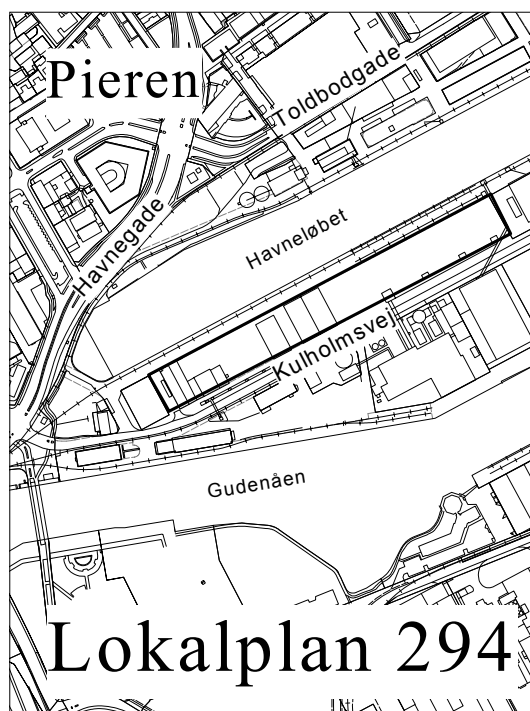 Pieren
Toldbodgade
Havnegade
Havneløbet
Kulholmsvej
Gudenåen
Lokalplan 294